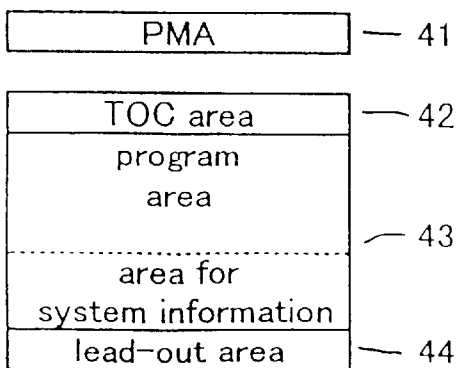 PMA 41
TOC area 42
program
area
43
area for
system information
lead-out area 44